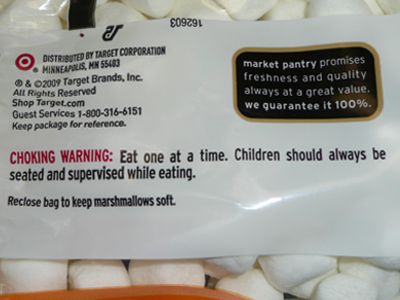 162603
DISTRIBUTED BY TARGET CORPORATION
MINNEAPOLIS, MN 55403
® & ©2009 Target Brands, Inc.
All Rights Reserved
Shop Target.com
Guest Services 1-800-316-6151
Keep package for reference.
market pantry promises
freshness and quality
always at a great value.
we guarantee it 100%.
CHOKING WARNING: Eat one at a time. Children should always be
seated and supervised while eating.
Reclose bag to keep marshmallows soft.